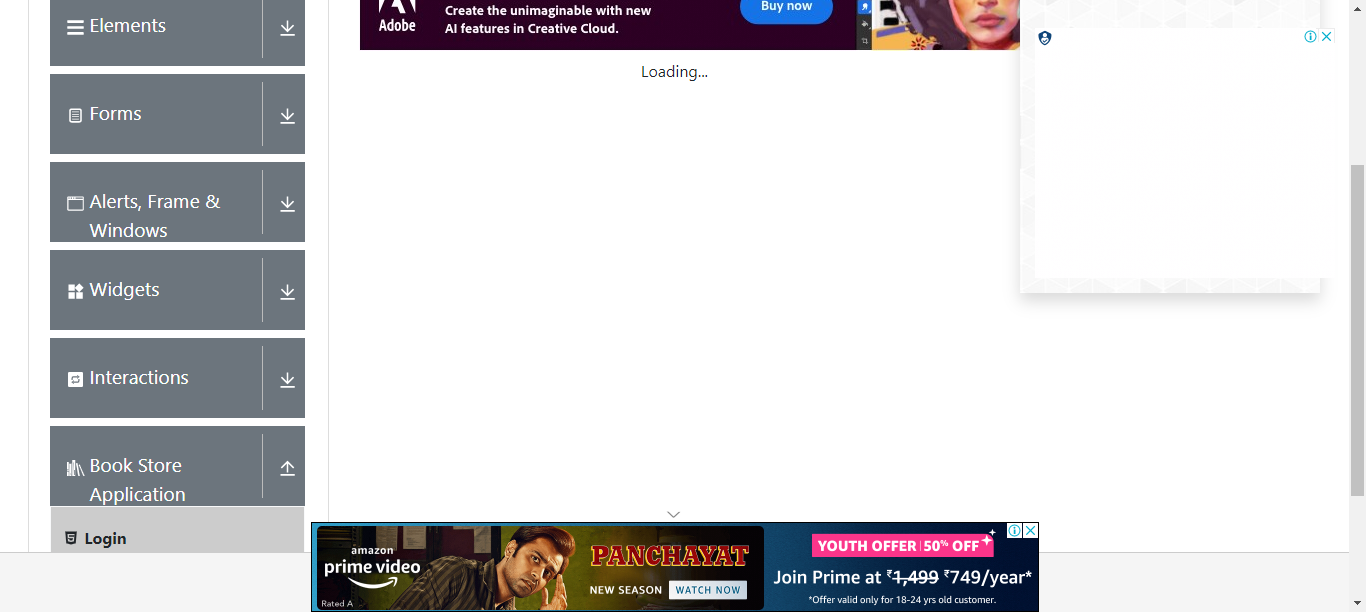 Elements
Forms
Alerts, Frame &
Windows
Widgets
Interactions
Book Store
Application
Login
Adobe
Create the unimaginable with new
AI features in Creative Cloud.
Buy now
Loading...
amazon
prime video
Rated A
PANCHAYAT
NEW SEASON WATCH NOW
YOUTH OFFER | 50% OFF
Join Prime at ₹1,499 ₹749/year*
*Offer valid only for 18-24 yrs old customer.